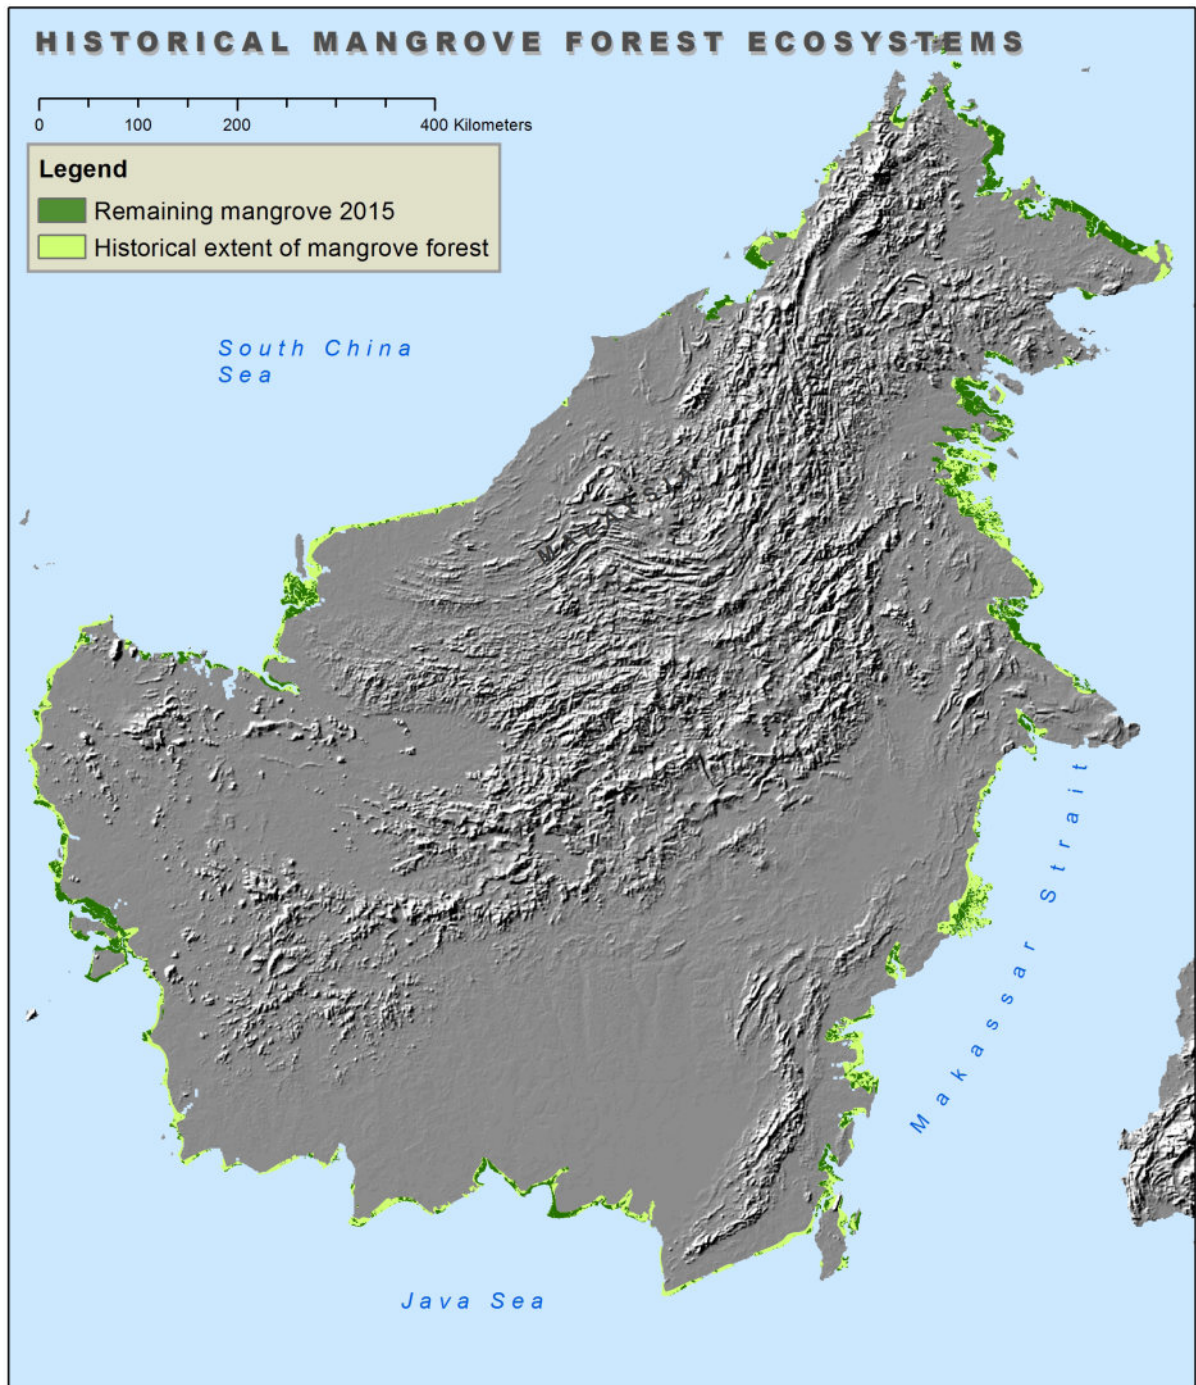 HISTORICAL MANGROVE FOREST ECOSYSTEMS
0 100 200 400 Kilometers
Legend
Remaining mangrove 2015
Historical extent of mangrove forest
South China
Sea
Makassar Strait
Java Sea